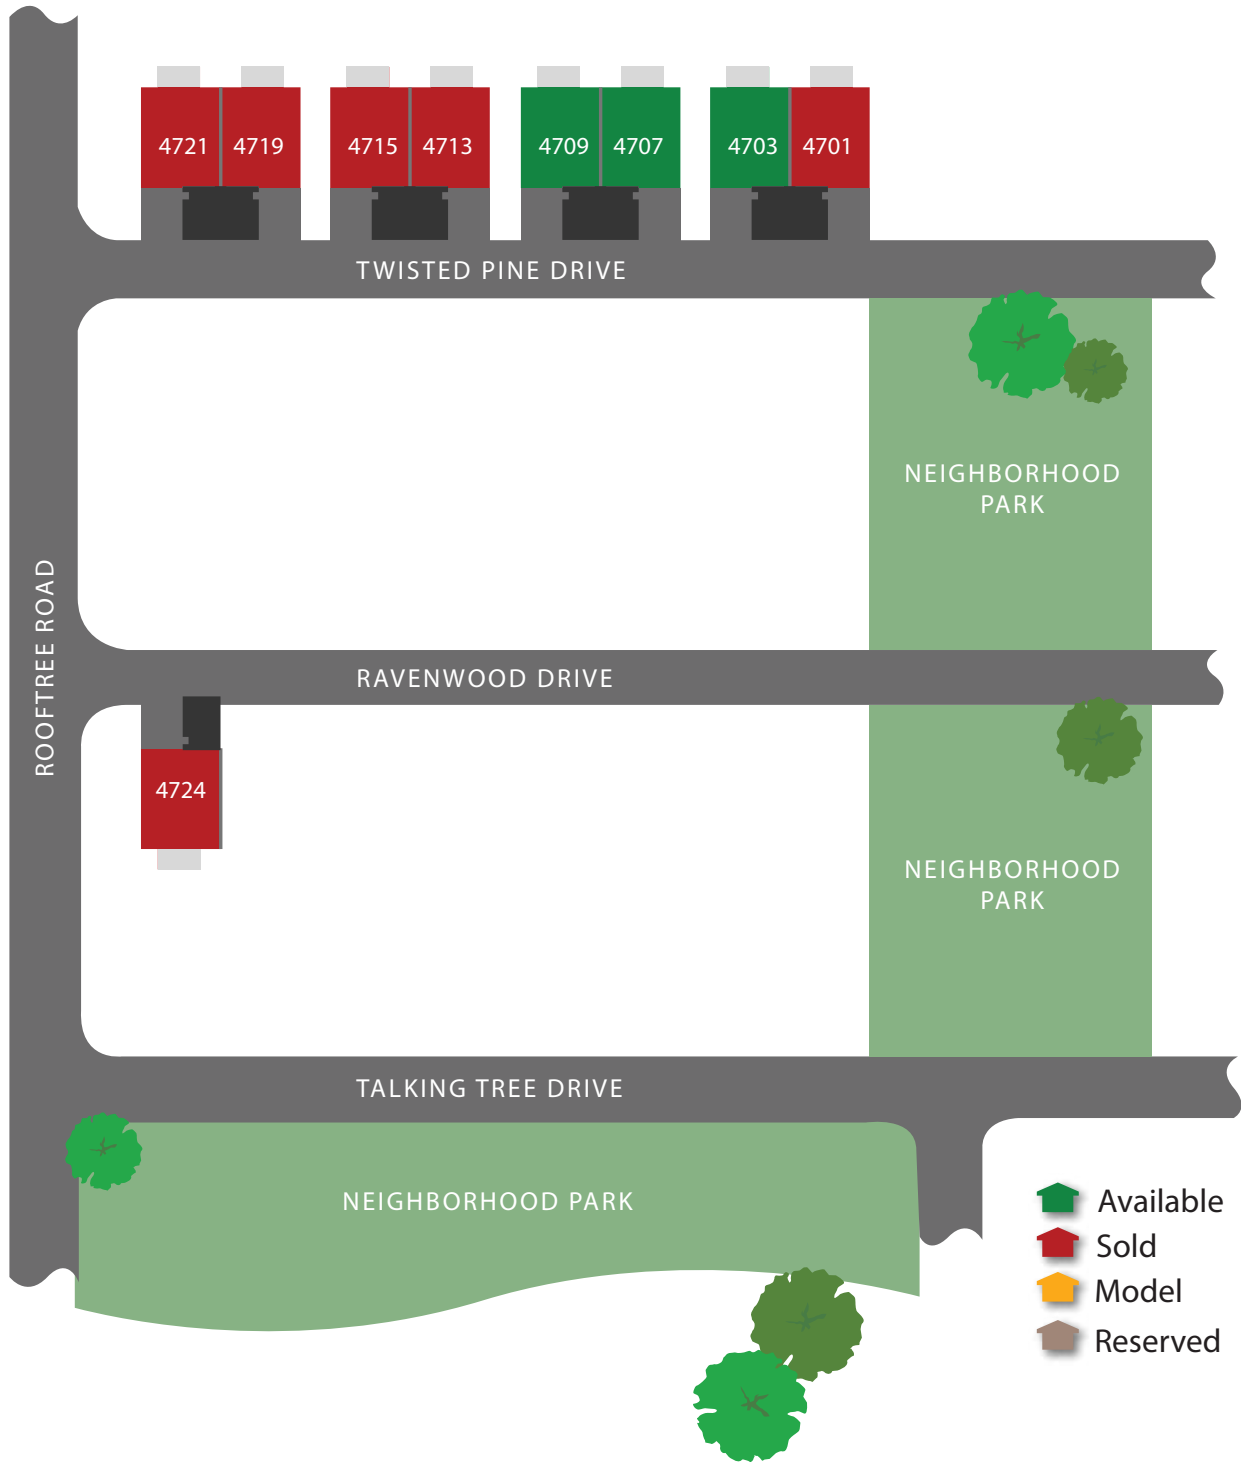 4721 4719 4715 4713 4709 4707 4703 4701
TWISTED PINE DRIVE
NEIGHBORHOOD
PARK
ROOFTREE ROAD
RAVENWOOD DRIVE
4724
NEIGHBORHOOD
PARK
TALKING TREE DRIVE
NEIGHBORHOOD PARK
Available
Sold
Model
Reserved